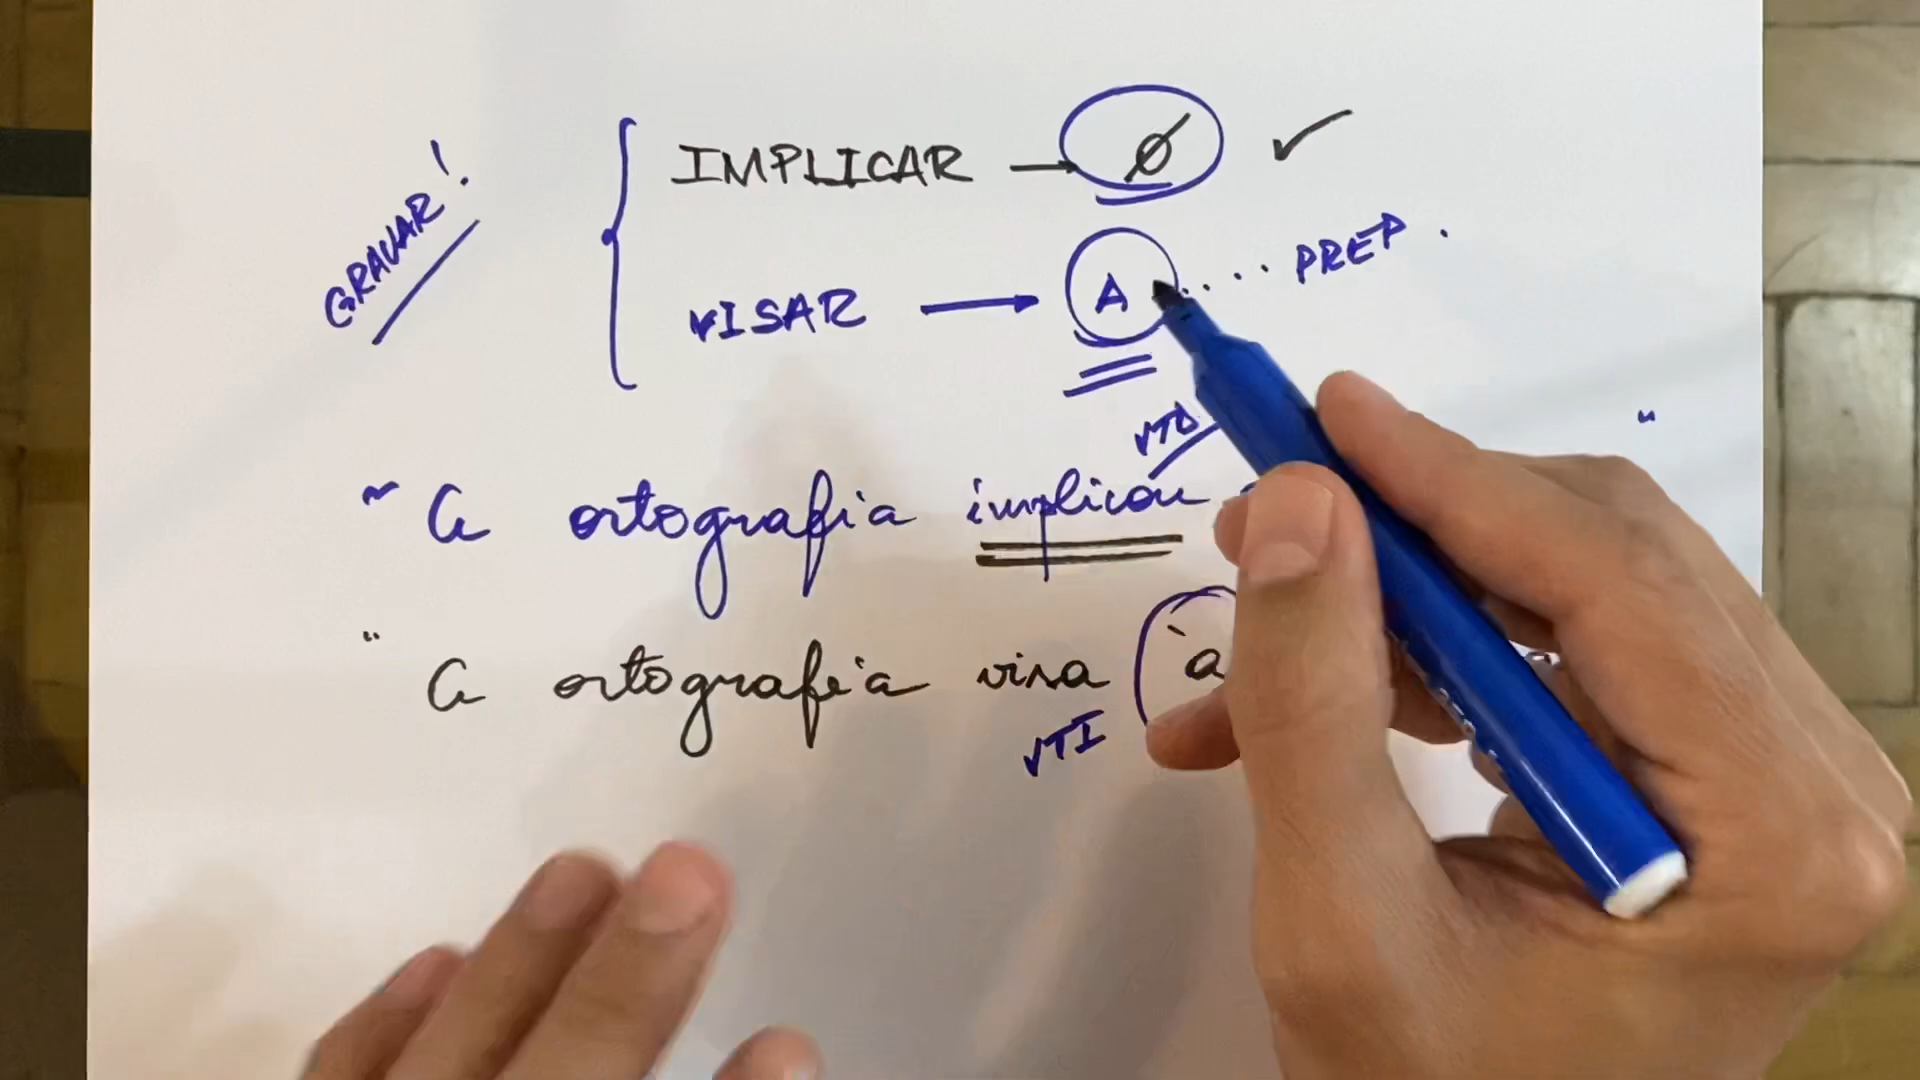 GRAVAR!
IMPLICAR → Ø ✓
VISAR → A .... PREP.
VTD
" A ortografia implicou "
" A ortografia visa à
VTI